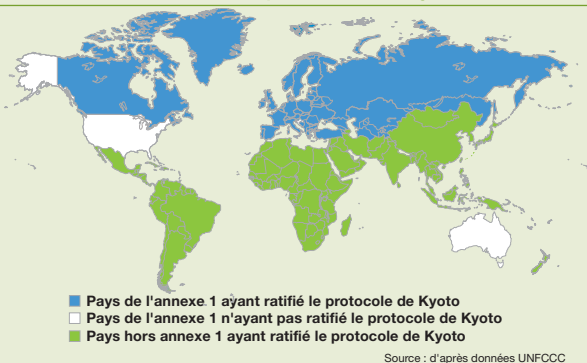 Pays de l'annexe 1 ayant ratifié le protocole de Kyoto
Pays de l'annexe 1 n'ayant pas ratifié le protocole de Kyoto
Pays hors annexe 1 ayant ratifié le protocole de Kyoto
Source : d'après données UNFCCC